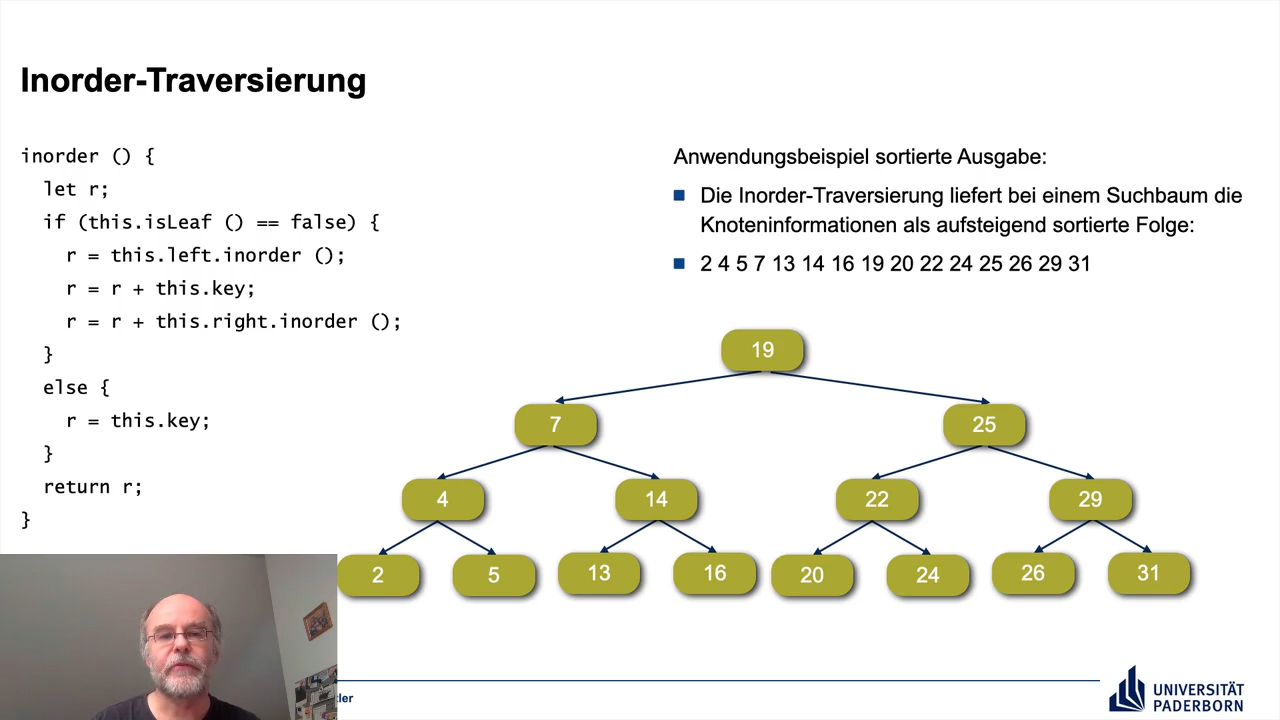 Inorder-Traversierung
inorder () {
let r;
if (this.isLeaf () == false) {
r = this.left.inorder ();
r = r + this.key;
r = r + this.right.inorder ();
}
else {
r = this.key;
}
return r;
}
Anwendungsbeispiel sortierte Ausgabe:
Die Inorder-Traversierung liefert bei einem Suchbaum die
Knoteninformationen als aufsteigend sortierte Folge:
2 4 5 7 13 14 16 19 20 22 24 25 26 29 31
19
7 25
4 14 22 29
2 5 13 16 20 24 26 31
UNIVERSITÄT
PADERBORN